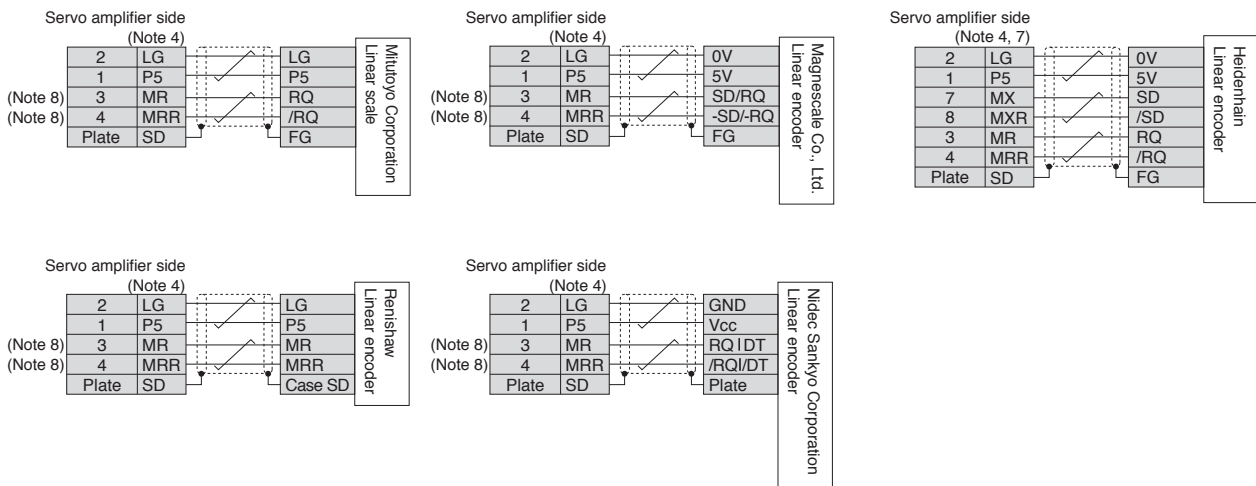 Servo amplifier side
(Note 4)
2 LG LG
1 P5 P5
(Note 8) 3 MR RQ
(Note 8) 4 MRR /RQ
Plate SD FG
Mitutoyo Corporation
Linear scale
Servo amplifier side
(Note 4)
2 LG 0V
1 P5 5V
(Note 8) 3 MR SD/RQ
(Note 8) 4 MRR -SD/-RQ
Plate SD FG
Magnescale Co., Ltd.
Linear encoder
Servo amplifier side
(Note 4, 7)
2 LG 0V
1 P5 5V
7 MX SD
8 MXR /SD
3 MR RQ
4 MRR /RQ
Plate SD FG
Heidenhain
Linear encoder
Servo amplifier side
(Note 4)
2 LG LG
1 P5 P5
(Note 8) 3 MR MR
(Note 8) 4 MRR MRR
Plate SD Case SD
Renishaw
Linear encoder
Servo amplifier side
(Note 4)
2 LG GND
1 P5 Vcc
(Note 8) 3 MR RQ I DT
(Note 8) 4 MRR /RQI/DT
Plate SD Plate
Nidec Sankyo Corporation
Linear encoder